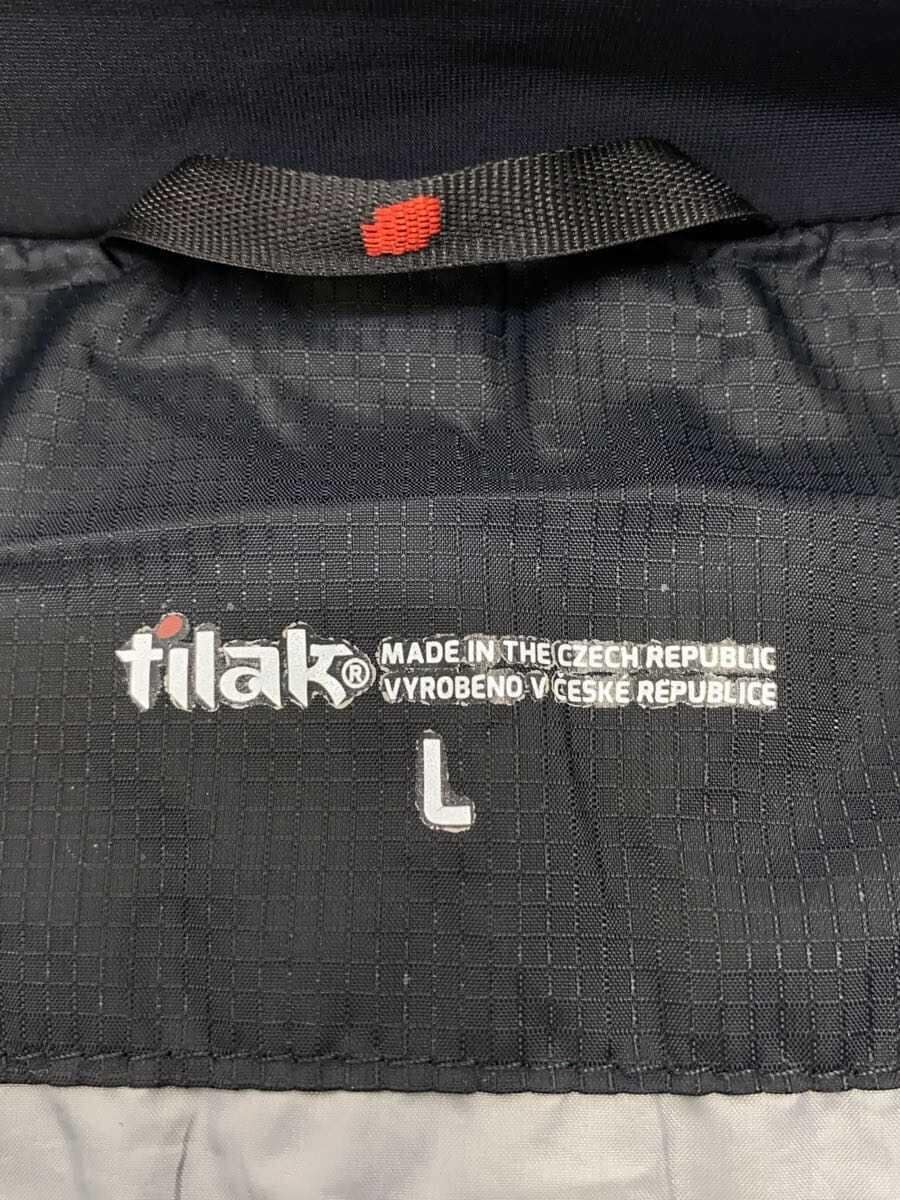 tilak® MADE IN THE CZECH REPUBLIC
VYROBENO V ČESKÉ REPUBLICE
L